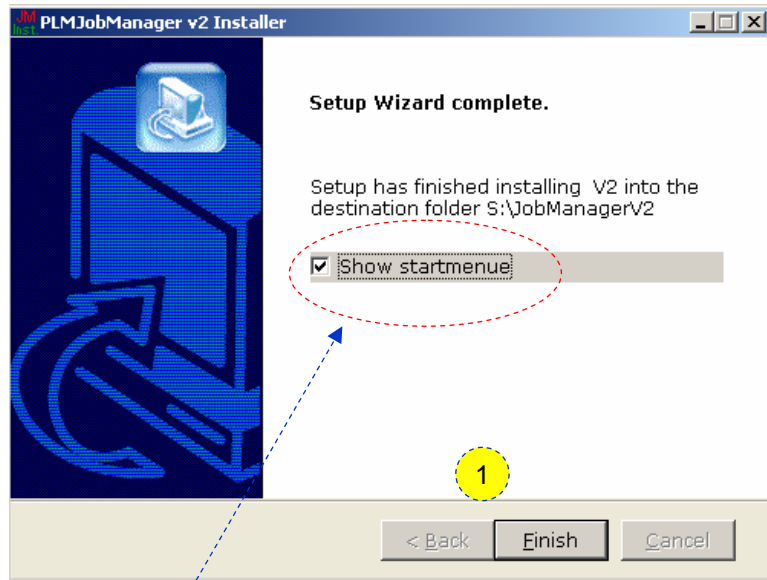 JM
Inst.
PLMJobManager v2 Installer
Setup Wizard complete.
Setup has finished installing V2 into the
destination folder S:\JobManagerV2
Show startmenue
1
< Back
Finish
Cancel